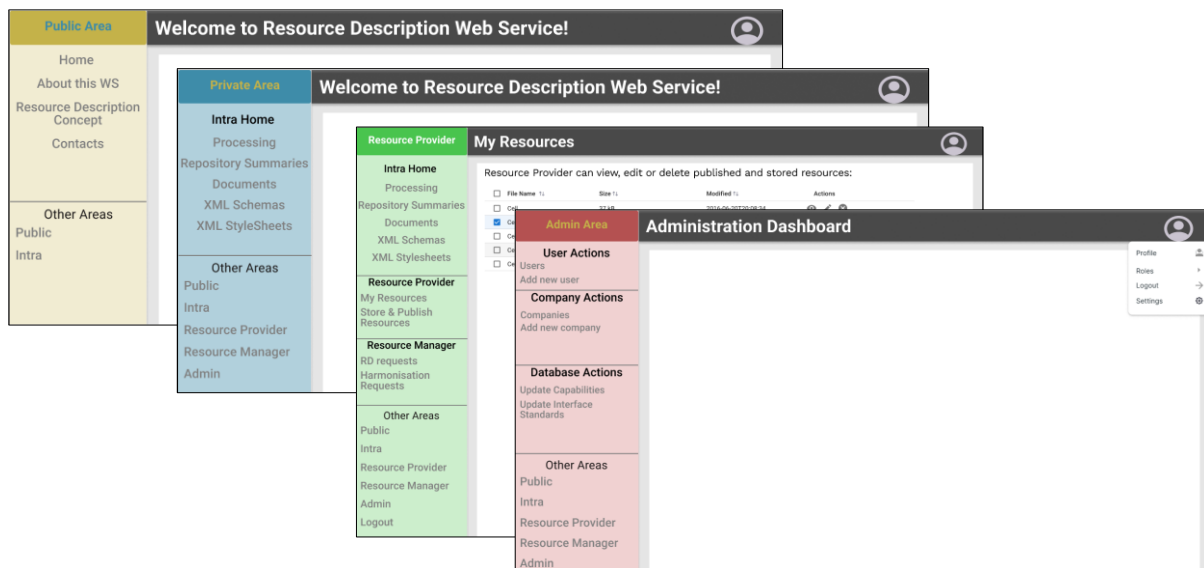 Public Area
Welcome to Resource Description Web Service!
Home
About this WS
Resource Description
Concept
Contacts
Other Areas
Public
Intra
Private Area
Welcome to Resource Description Web Service!
Intra Home
Processing
Repository Summaries
Documents
XML Schemas
XML StyleSheets
Other Areas
Public
Intra
Resource Provider
Resource Manager
Admin
Resource Provider
My Resources
Intra Home
Processing
Repository Summaries
Documents
XML Schemas
XML Stylesheets
Resource Provider
My Resources
Store & Publish
Resources
Resource Manager
RD requests
Harmonisation
Requests
Other Areas
Public
Intra
Resource Provider
Resource Manager
Admin
Logout
Resource Provider can view, edit or delete published and stored resources:
File Name ↑↓ Size ↑↓ Modified ↑↓ Actions
Admin Area
Administration Dashboard
User Actions
Users
Add new user
Company Actions
Companies
Add new company
Database Actions
Update Capabilities
Update Interface
Standards
Other Areas
Public
Intra
Resource Provider
Resource Manager
Admin
Profile
Roles
Logout
Settings